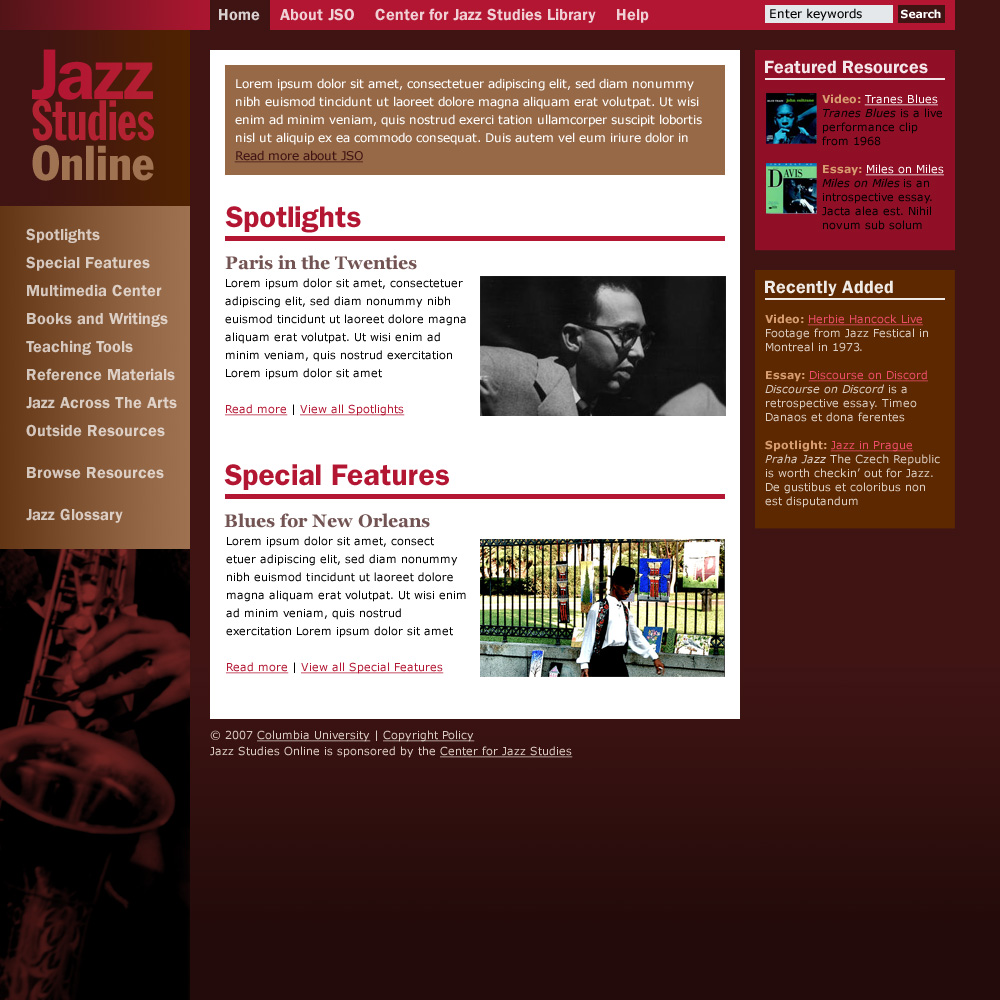 Home About JSO Center for Jazz Studies Library Help Enter keywords Search
Jazz
Studies
Online
Spotlights
Special Features
Multimedia Center
Books and Writings
Teaching Tools
Reference Materials
Jazz Across The Arts
Outside Resources
Browse Resources
Jazz Glossary
Lorem ipsum dolor sit amet, consectetuer adipiscing elit, sed diam nonummy
nibh euismod tincidunt ut laoreet dolore magna aliquam erat volutpat. Ut wisi
enim ad minim veniam, quis nostrud exerci tation ullamcorper suscipit lobortis
nisl ut aliquip ex ea commodo consequat. Duis autem vel eum iriure dolor in
Read more about JSO
Spotlights
Paris in the Twenties
Lorem ipsum dolor sit amet, consectetuer
adipiscing elit, sed diam nonummy nibh
euismod tincidunt ut laoreet dolore magna
aliquam erat volutpat. Ut wisi enim ad
minim veniam, quis nostrud exercitation
Lorem ipsum dolor sit amet
Read more | View all Spotlights
Special Features
Blues for New Orleans
Lorem ipsum dolor sit amet, consect
etuer adipiscing elit, sed diam nonummy
nibh euismod tincidunt ut laoreet dolore
magna aliquam erat volutpat. Ut wisi enim
ad minim veniam, quis nostrud
exercitation Lorem ipsum dolor sit amet
Read more | View all Special Features
© 2007 Columbia University | Copyright Policy
Jazz Studies Online is sponsored by the Center for Jazz Studies
Featured Resources
Video: Tranes Blues
Tranes Blues is a live
performance clip
from 1968
DAVIS
Essay: Miles on Miles
Miles on Miles is an
introspective essay.
Jacta alea est. Nihil
novum sub solum
Recently Added
Video: Herbie Hancock Live
Footage from Jazz Festical in
Montreal in 1973.
Essay: Discourse on Discord
Discourse on Discord is a
retrospective essay. Timeo
Danaos et dona ferentes
Spotlight: Jazz in Prague
Praha Jazz The Czech Republic
is worth checkin’ out for Jazz.
De gustibus et coloribus non
est disputandum